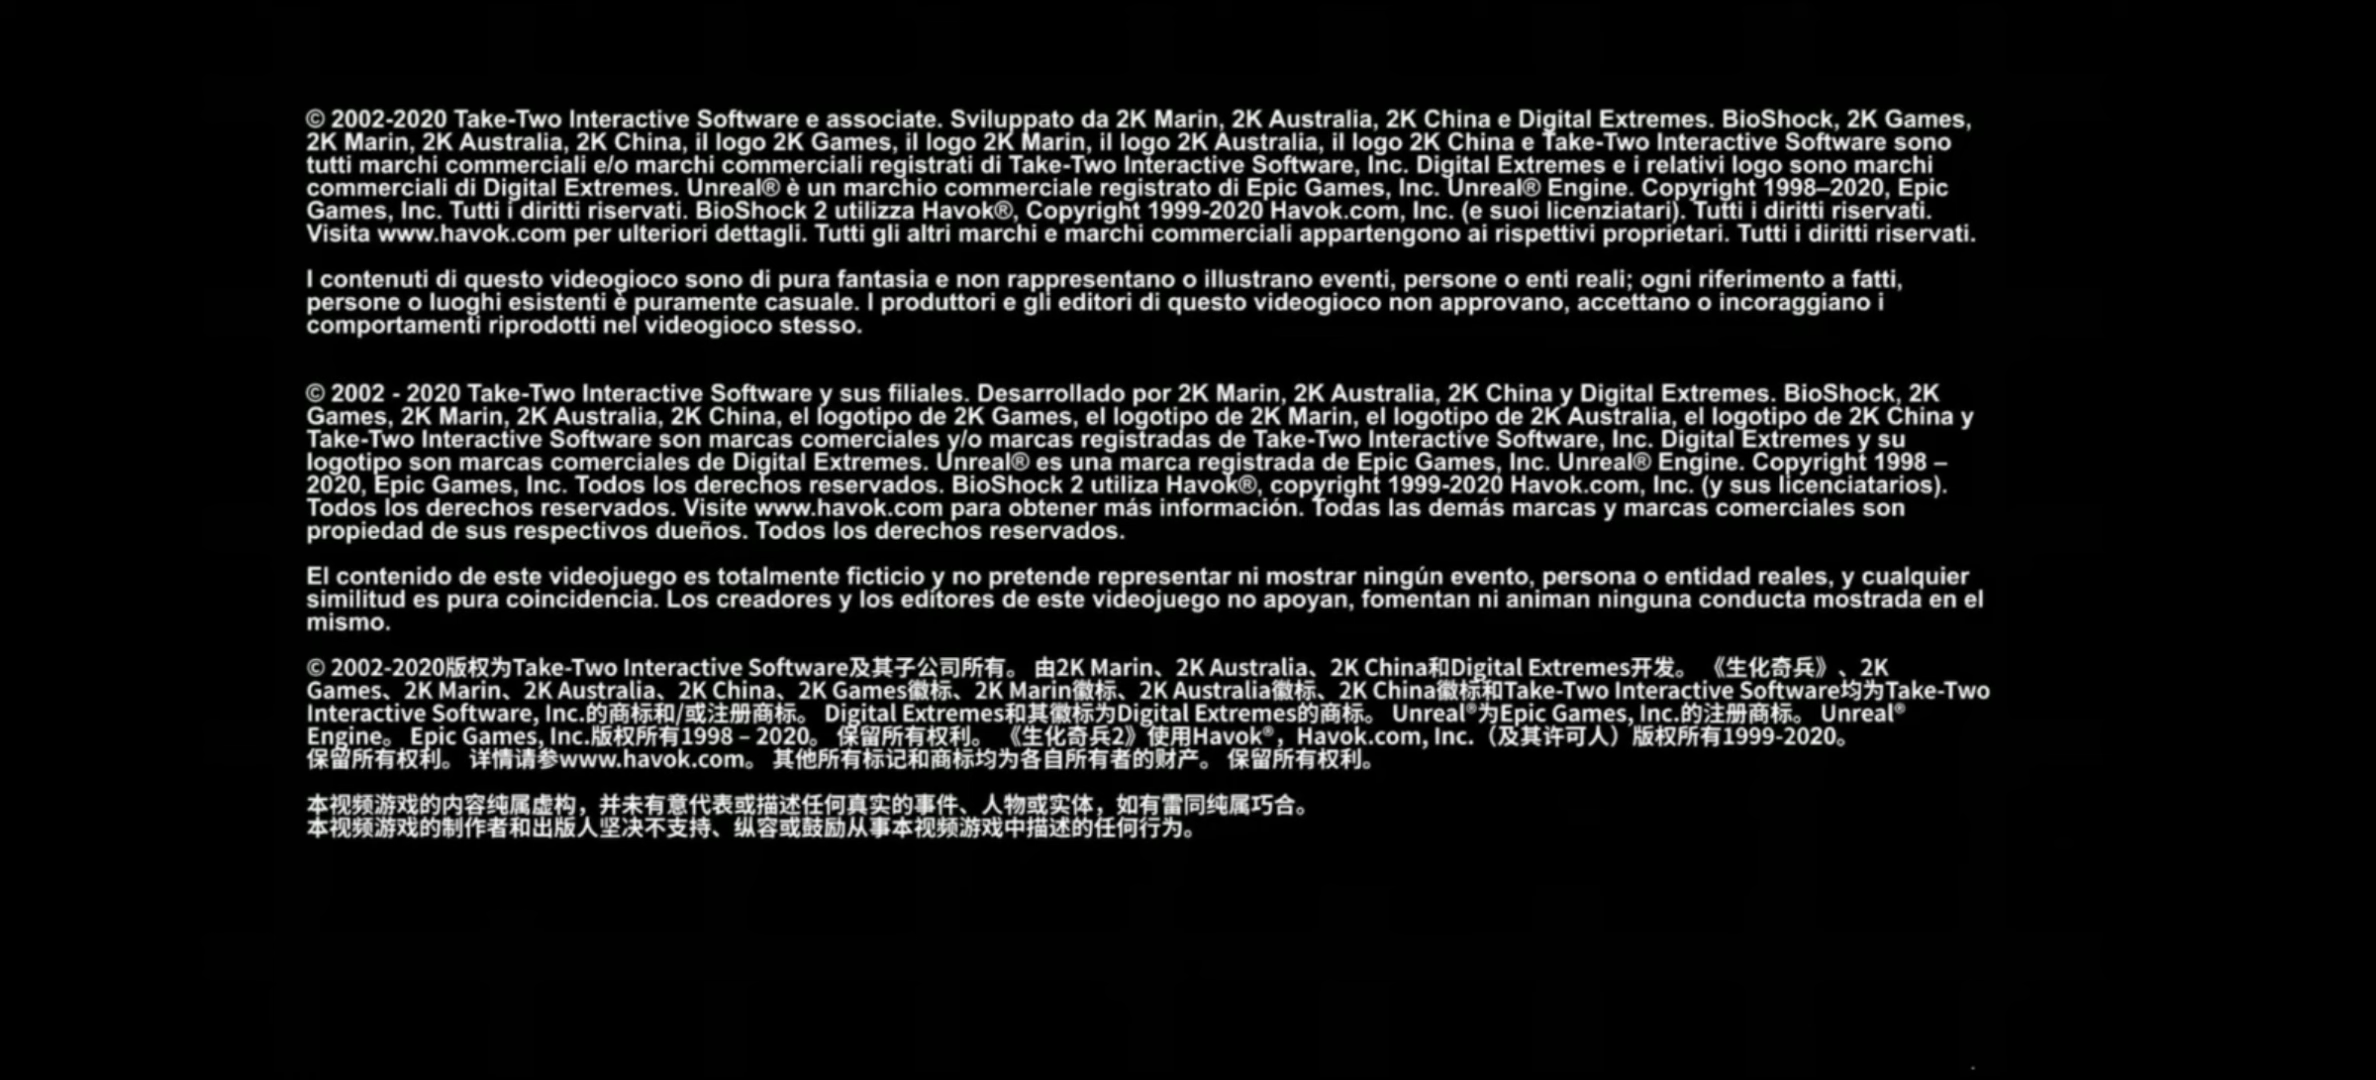 © 2002-2020 Take-Two Interactive Software e associate. Sviluppato da 2K Marin, 2K Australia, 2K China e Digital Extremes. BioShock, 2K Games,
2K Marin, 2K Australia, 2K China, il logo 2K Games, il logo 2K Marin, il logo 2K Australia, il logo 2K China e Take-Two Interactive Software sono
tutti marchi commerciali e/o marchi commerciali registrati di Take-Two Interactive Software, Inc. Digital Extremes e i relativi logo sono marchi
commerciali di Digital Extremes. Unreal® è un marchio commerciale registrato di Epic Games, Inc. Unreal® Engine. Copyright 1998–2020, Epic
Games, Inc. Tutti i diritti riservati. BioShock 2 utilizza Havok®, Copyright 1999-2020 Havok.com, Inc. (e suoi licenziatari). Tutti i diritti riservati.
Visita www.havok.com per ulteriori dettagli. Tutti gli altri marchi e marchi commerciali appartengono ai rispettivi proprietari. Tutti i diritti riservati.
I contenuti di questo videogioco sono di pura fantasia e non rappresentano o illustrano eventi, persone o enti reali; ogni riferimento a fatti,
persone o luoghi esistenti è puramente casuale. I produttori e gli editori di questo videogioco non approvano, accettano o incoraggiano i
comportamenti riprodotti nel videogioco stesso.
© 2002 - 2020 Take-Two Interactive Software y sus filiales. Desarrollado por 2K Marin, 2K Australia, 2K China y Digital Extremes. BioShock, 2K
Games, 2K Marin, 2K Australia, 2K China, el logotipo de 2K Games, el logotipo de 2K Marin, el logotipo de 2K Australia, el logotipo de 2K China y
Take-Two Interactive Software son marcas comerciales y/o marcas registradas de Take-Two Interactive Software, Inc. Digital Extremes y su
logotipo son marcas comerciales de Digital Extremes. Unreal® es una marca registrada de Epic Games, Inc. Unreal® Engine. Copyright 1998 –
2020, Epic Games, Inc. Todos los derechos reservados. BioShock 2 utiliza Havok®, copyright 1999-2020 Havok.com, Inc. (y sus licenciatarios).
Todos los derechos reservados. Visite www.havok.com para obtener más información. Todas las demás marcas y marcas comerciales son
propiedad de sus respectivos dueños. Todos los derechos reservados.
El contenido de este videojuego es totalmente ficticio y no pretende representar ni mostrar ningún evento, persona o entidad reales, y cualquier
similitud es pura coincidencia. Los creadores y los editores de este videojuego no apoyan, fomentan ni animan ninguna conducta mostrada en el
mismo.
© 2002-2020版权为Take-Two Interactive Software及其子公司所有。 由2K Marin、2K Australia、2K China和Digital Extremes开发。 《生化奇兵》、2K
Games、2K Marin、2K Australia、2K China、2K Games徽标、2K Marin徽标、2K Australia徽标、2K China徽标和Take-Two Interactive Software均为Take-Two
Interactive Software, Inc.的商标和/或注册商标。 Digital Extremes和其徽标为Digital Extremes的商标。 Unreal®为Epic Games, Inc.的注册商标。 Unreal®
Engine。 Epic Games, Inc.版权所有1998 – 2020。 保留所有权利。 《生化奇兵2》使用Havok®，Havok.com, Inc.（及其许可人）版权所有1999-2020。
保留所有权利。 详情请参www.havok.com。 其他所有标记和商标均为各自所有者的财产。 保留所有权利。
本视频游戏的内容纯属虚构，并未有意代表或描述任何真实的事件、人物或实体，如有雷同纯属巧合。
本视频游戏的制作者和出版人坚决不支持、纵容或鼓励从事本视频游戏中描述的任何行为。